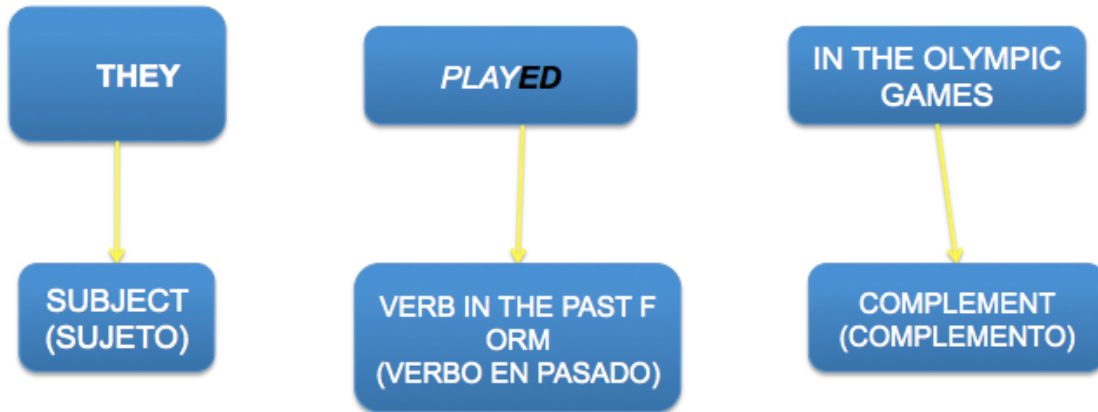 THEY
PLAYED
IN THE OLYMPIC
GAMES
SUBJECT
(SUJETO)
VERB IN THE PAST F
ORM
(VERBO EN PASADO)
COMPLEMENT
(COMPLEMENTO)